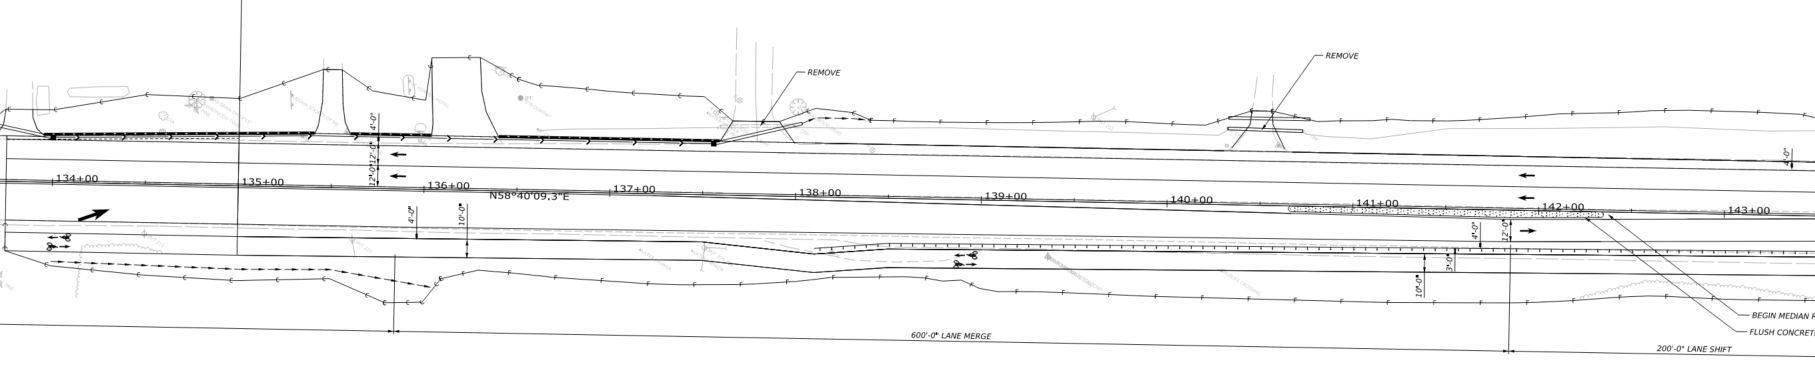 REMOVE
REMOVE
4'-0"
12'-0"
12'-0"
4'-0"
134+00
135+00
136+00
137+00
138+00
139+00
140+00
141+00
142+00
143+00
N58°40'09.3"E
4'-0"
10'-0"
4'-0"
12'-0"
3'-0"
10'-0"
BEGIN MEDIAN R
FLUSH CONCRET
600'-0" LANE MERGE
200'-0" LANE SHIFT